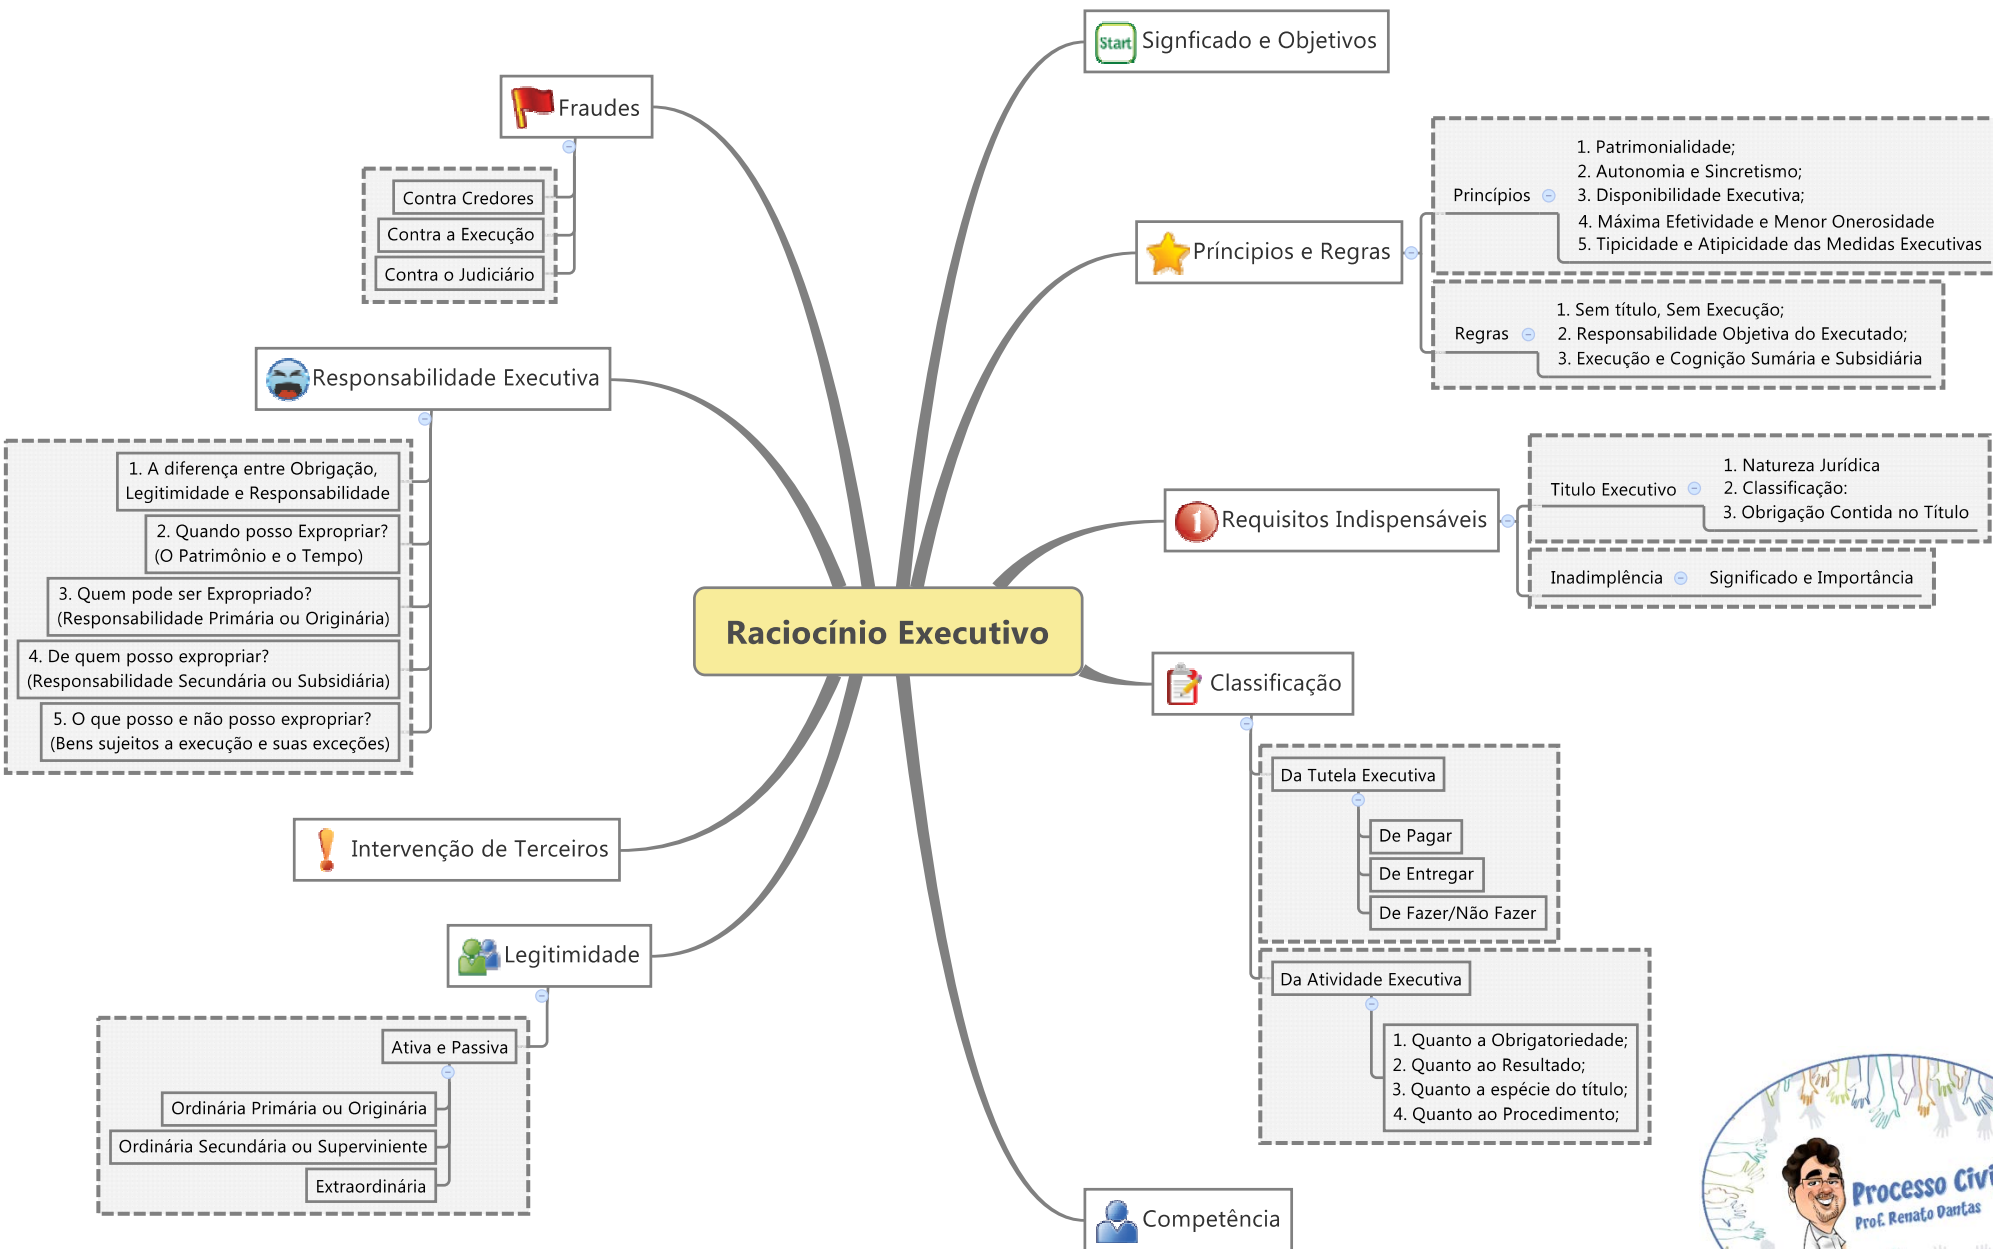 Start
Signficado e Objetivos
Príncipios e Regras
Princípios
1. Patrimonialidade;
2. Autonomia e Sincretismo;
3. Disponibilidade Executiva;
4. Máxima Efetividade e Menor Onerosidade
5. Tipicidade e Atipicidade das Medidas Executivas
Regras
1. Sem título, Sem Execução;
2. Responsabilidade Objetiva do Executado;
3. Execução e Cognição Sumária e Subsidiária
1
Requisitos Indispensáveis
Titulo Executivo
1. Natureza Jurídica
2. Classificação:
3. Obrigação Contida no Título
Inadimplência
Significado e Importância
Raciocínio Executivo
Classificação
Da Tutela Executiva
De Pagar
De Entregar
De Fazer/Não Fazer
Da Atividade Executiva
1. Quanto a Obrigatoriedade;
2. Quanto ao Resultado;
3. Quanto a espécie do título;
4. Quanto ao Procedimento;
Competência
Legitimidade
Ativa e Passiva
Ordinária Primária ou Originária
Ordinária Secundária ou Superviniente
Extraordinária
Intervenção de Terceiros
Responsabilidade Executiva
1. A diferença entre Obrigação,
Legitimidade e Responsabilidade
2. Quando posso Expropriar?
(O Patrimônio e o Tempo)
3. Quem pode ser Expropriado?
(Responsabilidade Primária ou Originária)
4. De quem posso expropriar?
(Responsabilidade Secundária ou Subsidiária)
5. O que posso e não posso expropriar?
(Bens sujeitos a execução e suas exceções)
Fraudes
Contra Credores
Contra a Execução
Contra o Judiciário
Processo Civi
Prof. Renato Dantas